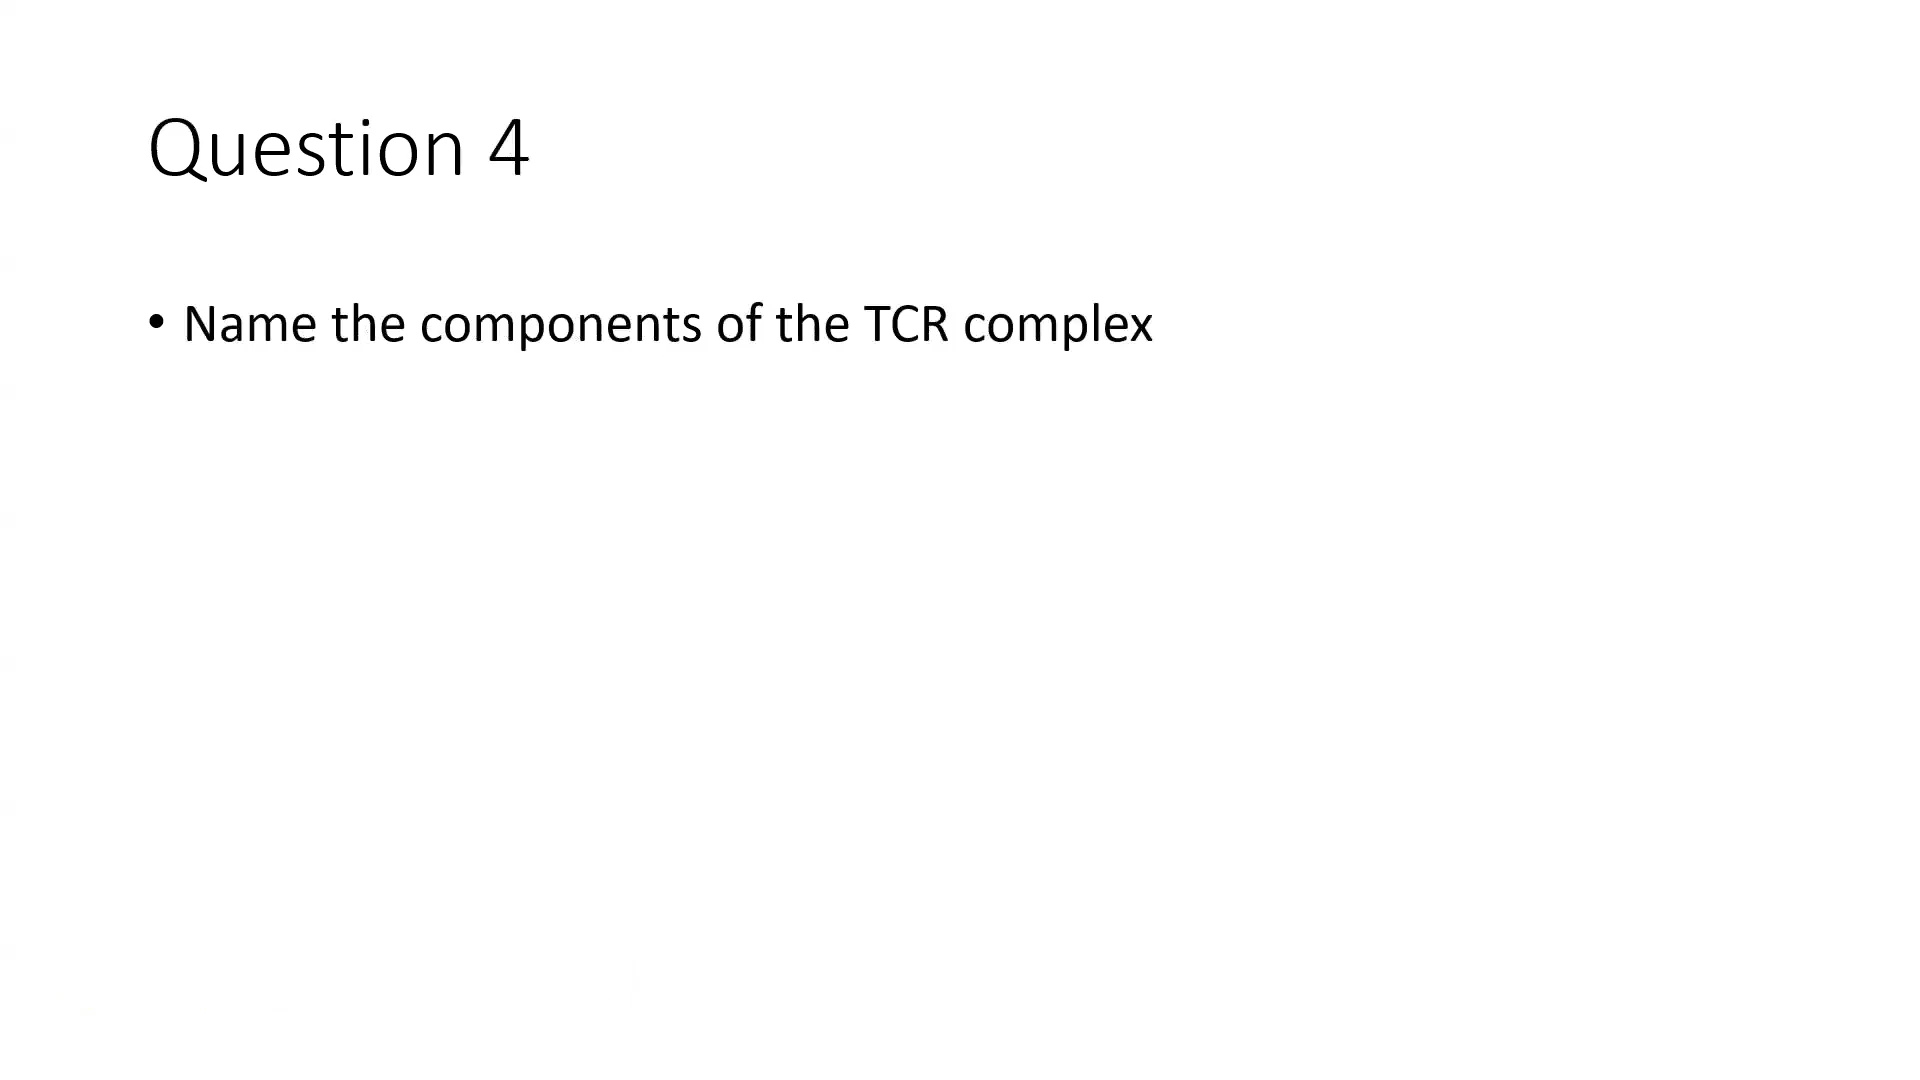 Question 4
• Name the components of the TCR complex